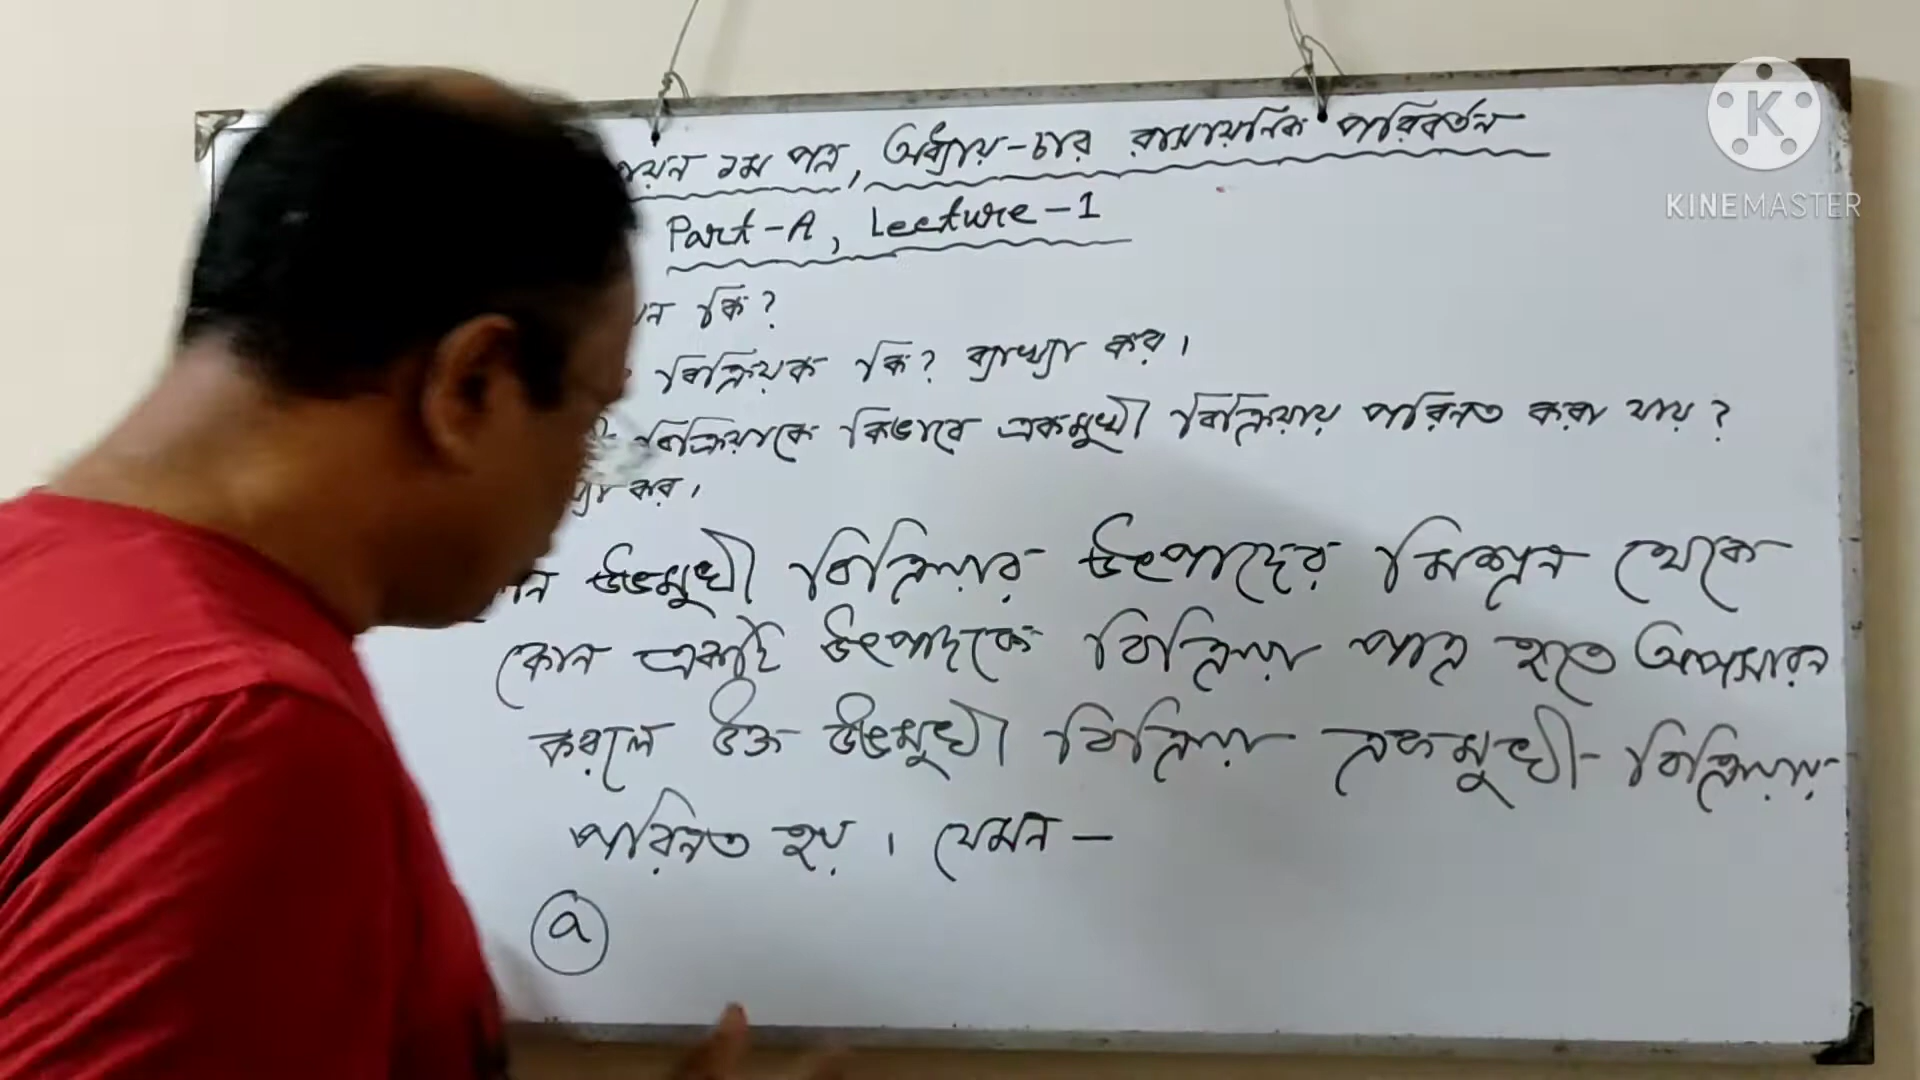 ১ম পত্র, অধ্যায়-চার রাসায়নিক পরিবর্তন
Part-A, Lecture-1
কি?
বিক্রিয়ক কি? ব্যাখ্যা কর।
বিক্রিয়াকে কিভাবে একমুখী বিক্রিয়ায় পরিনত করা যায়?
কর।
উভমুখী বিক্রিয়ার উৎপাদের মিশ্রন থেকে
কোন একটি উৎপাদকে বিক্রিয়া পাত্র হতে অপসারন
করলে উক্ত উভমুখী বিক্রিয়া একমুখী বিক্রিয়ায়
পরিনত হয়। যেমন —
a
K
KINEMASTER